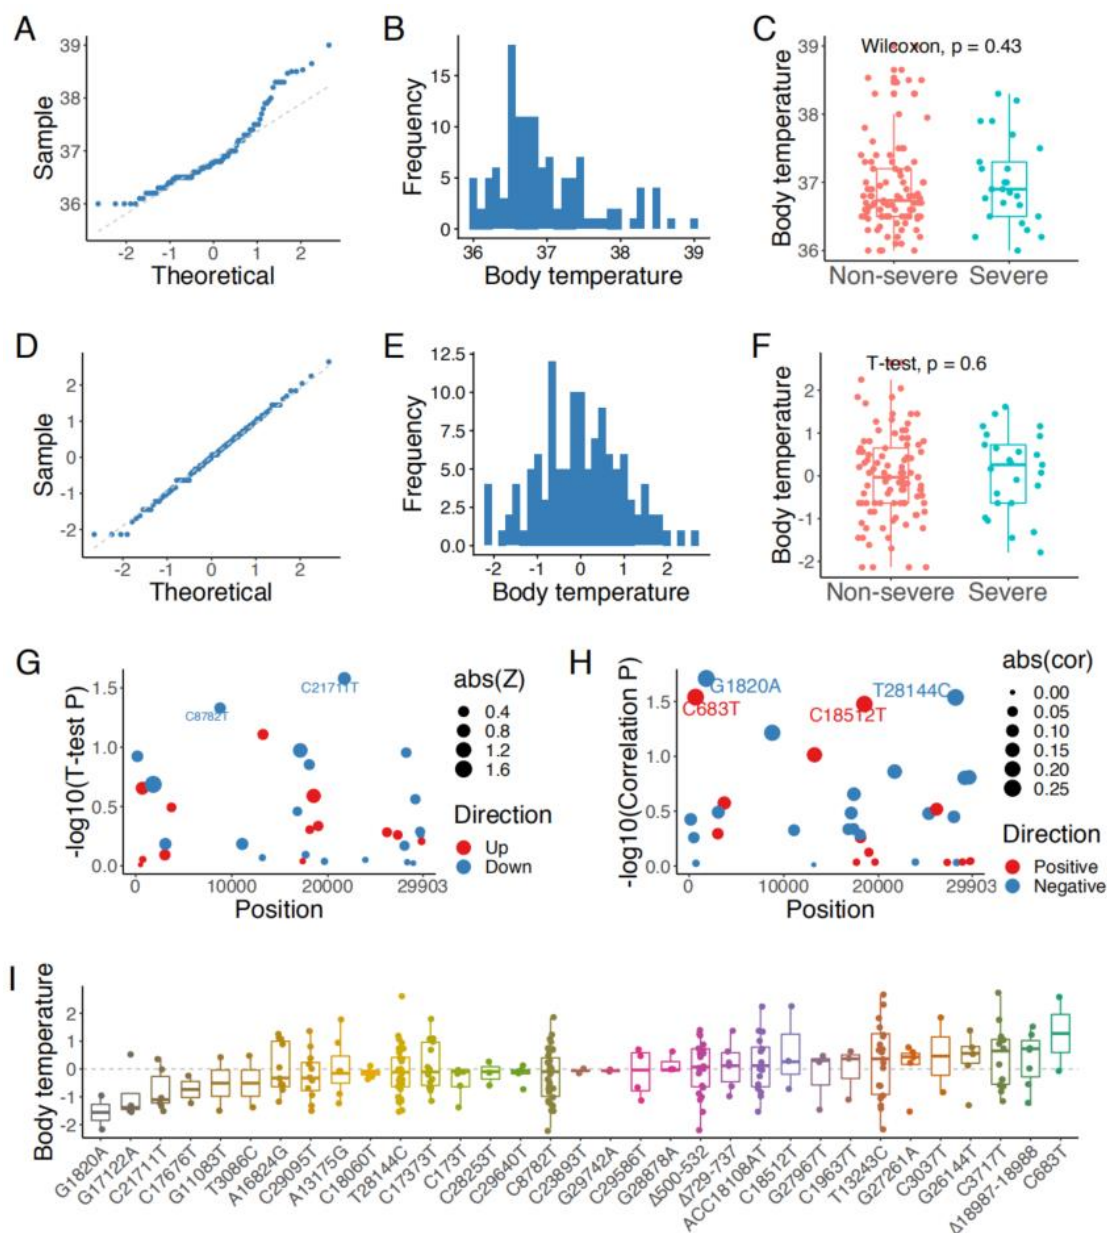 A
39
38
37
36
Sample
-2
-1
0
1
2
Theoretical
B
15
10
5
0
Frequency
36
37
38
39
Body temperature
C
Wilcoxon, p = 0.43
39
38
37
36
Body temperature
Non-severe
Severe
D
2
1
0
-1
-2
Sample
-2
-1
0
1
2
Theoretical
E
12.5
10.0
7.5
5.0
2.5
0.0
Frequency
-2
-1
0
1
2
Body temperature
F
T-test, p = 0.6
2
1
0
-1
-2
Body temperature
Non-severe
Severe
G
C21711T
C8782T
1.5
1.0
0.5
0.0
-log10(T-test P)
0
10000
20000
29903
Position
abs(Z)
0.4
0.8
1.2
1.6
Direction
Up
Down
H
G1820A
C683T
T28144C
C18512T
1.5
1.0
0.5
0.0
-log10(Correlation P)
0
10000
20000
29903
Position
abs(cor)
0.00
0.05
0.10
0.15
0.20
0.25
Direction
Positive
Negative
I
2
1
0
-1
-2
Body temperature
G1820A
G17122A
C21711T
C17676T
G11083T
T3086C
A16824G
C29095T
A13175G
C18060T
T28144C
C17373T
C173T
C28253T
C29640T
C8782T
C23893T
G29742A
C29586T
G28878A
Δ500-532
Δ729-737
ACC18108AT
C18512T
G27967T
C19637T
T13243C
G27261A
C3037T
G26144T
C3717T
Δ18987-18988
C683T